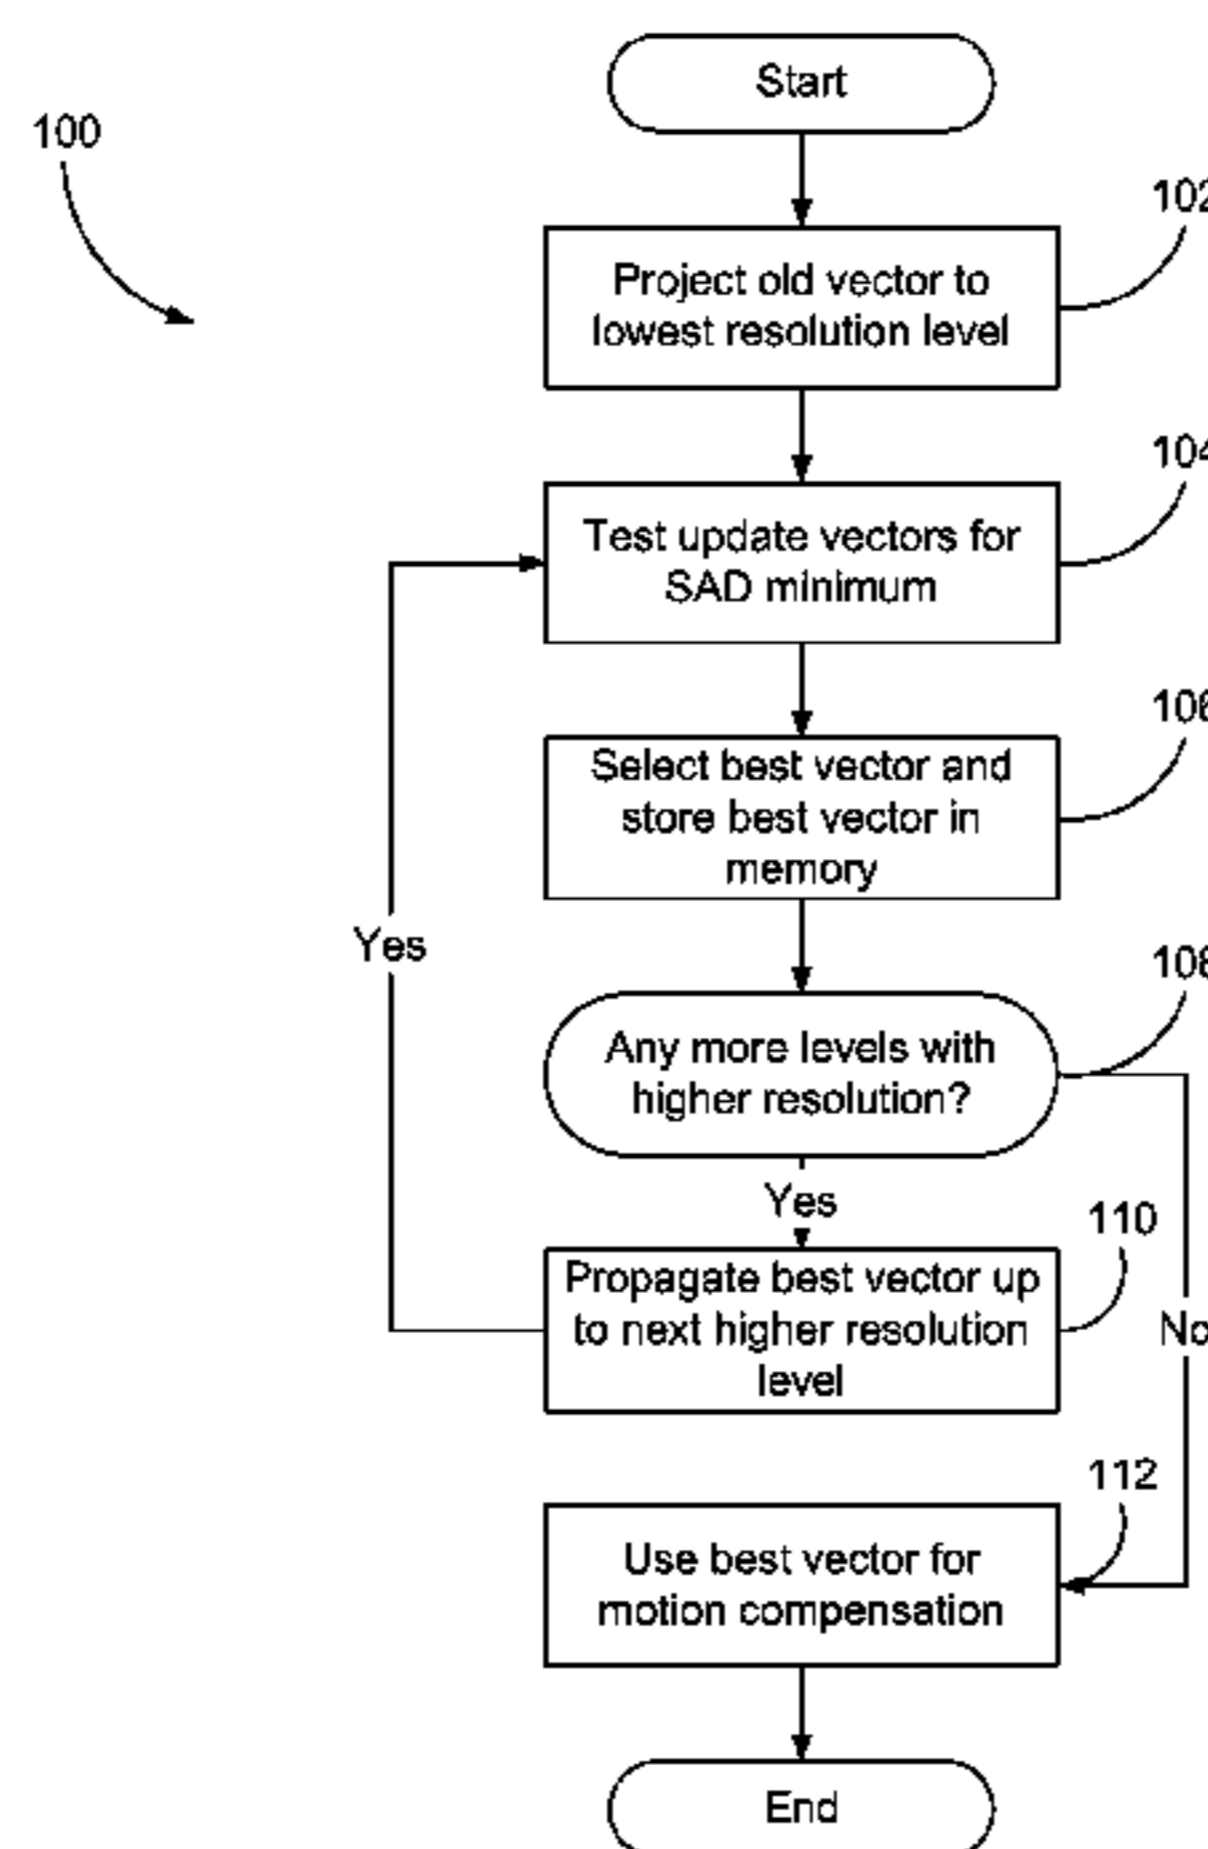 Start
100
102
Project old vector to
lowest resolution level
104
Test update vectors for
SAD minimum
106
Select best vector and
store best vector in
memory
Yes
108
Any more levels with
higher resolution?
Yes
110
Propagate best vector up
to next higher resolution
level
No
112
Use best vector for
motion compensation
End